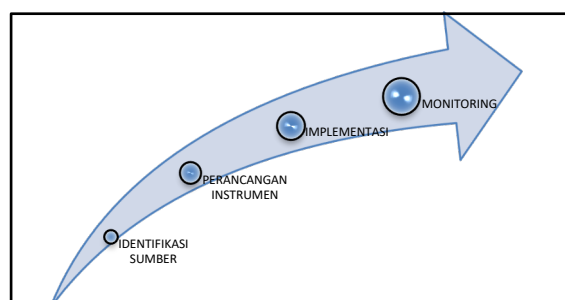 MONITORING
IMPLEMENTASI
PERANCANGAN
INSTRUMEN
IDENTIFIKASI
SUMBER